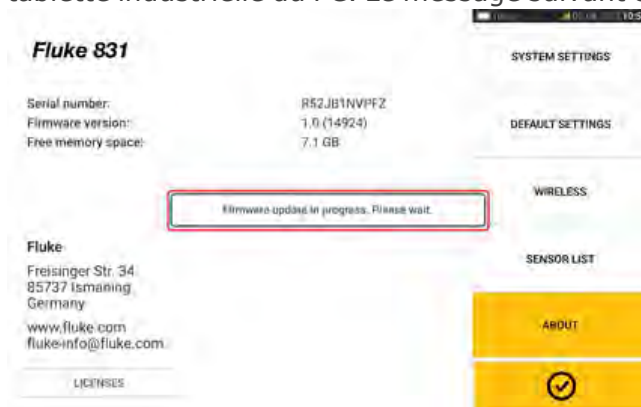 tablette industrielle du PC. Le message suivant
Fluke 831
Serial number: R52JB1NVPFZ
Firmware version: 1.0 (14924)
Free memory space: 7.1 GB
Firmware update in progress. Please wait.
Fluke
Freisinger Str. 34
85737 Ismaning
Germany
www.fluke.com
fluke-info@fluke.com
LICENSES
SYSTEM SETTINGS
DEFAULT SETTINGS
WIRELESS
SENSOR LIST
ABOUT